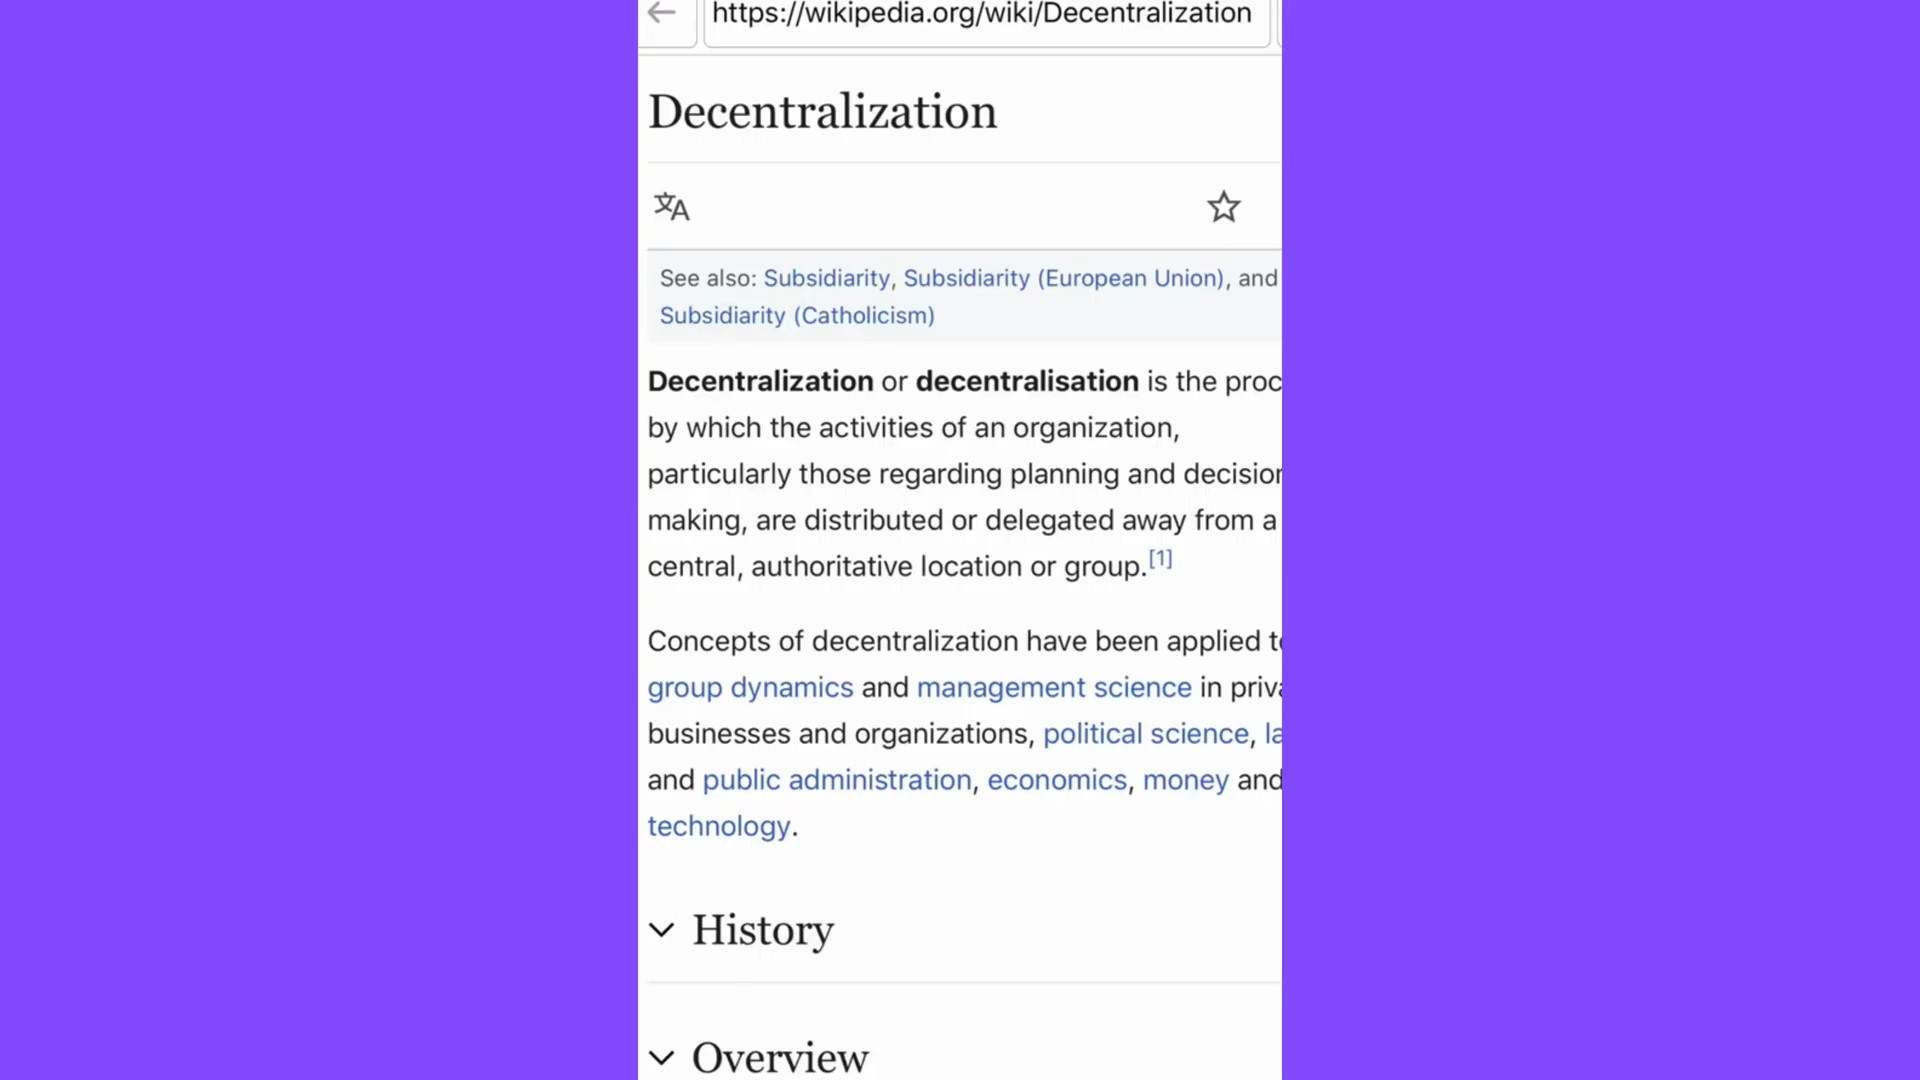 https://wikipedia.org/wiki/Decentralization
Decentralization
See also: Subsidiarity, Subsidiarity (European Union), and
Subsidiarity (Catholicism)
Decentralization or decentralisation is the proc
by which the activities of an organization,
particularly those regarding planning and decision
making, are distributed or delegated away from a
central, authoritative location or group.[1]
Concepts of decentralization have been applied to
group dynamics and management science in priva
businesses and organizations, political science, la
and public administration, economics, money and
technology.
History
Overview